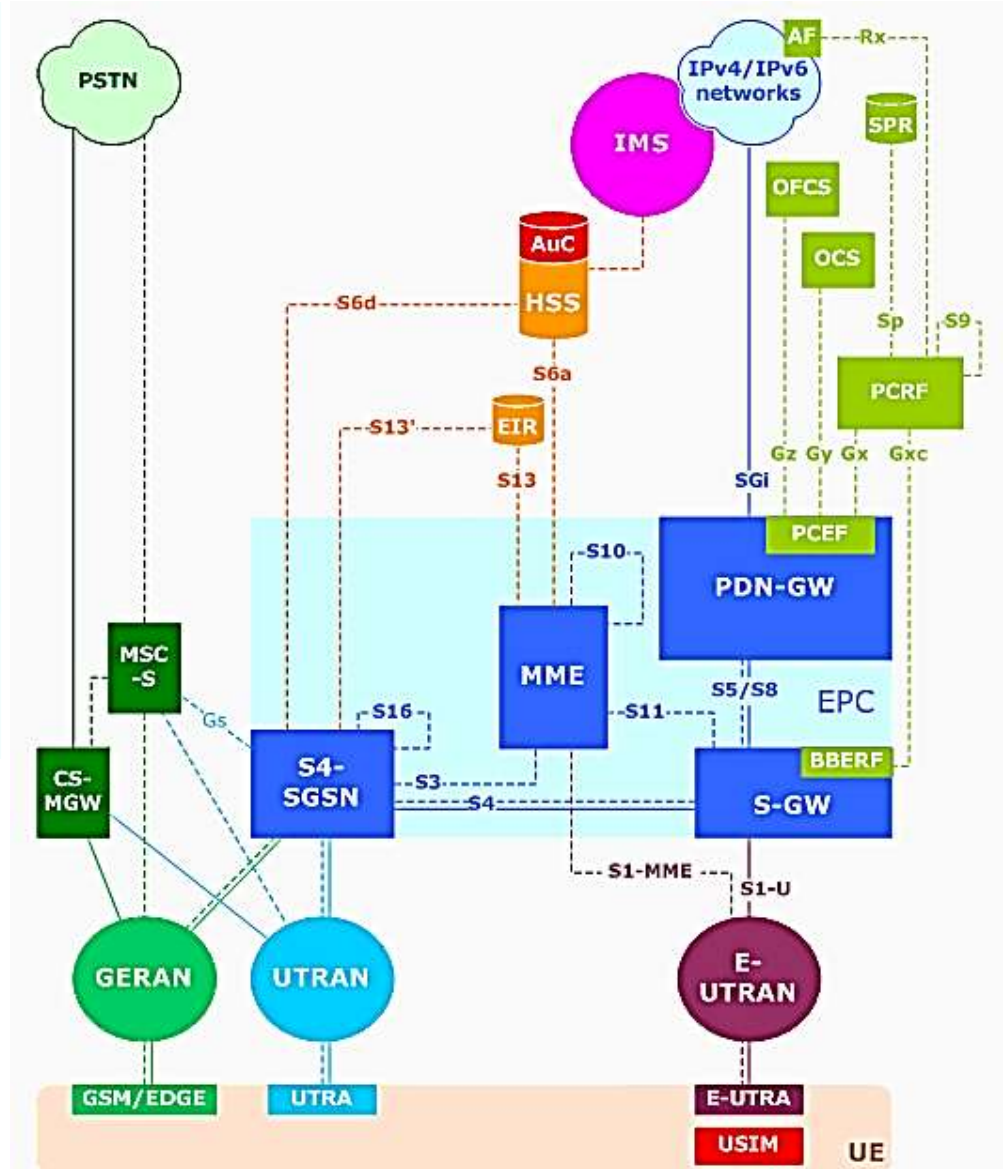 AF
Rx
PSTN
IPv4/IPv6
networks
IMS
SPR
OFCS
AuC
OCS
HSS
S6d
Sp
S9
S6a
PCRF
S13'
EIR
Gz
Gy
Gx
Gxc
S13
SGi
PCEF
S10
PDN-GW
MSC
-S
MME
S5/S8
EPC
Gs
S16
S11
S4-
SGSN
BBERF
CS-
MGW
S3
S4
S-GW
S1-MME
S1-U
GERAN
UTRAN
E-
UTRAN
GSM/EDGE
UTRA
E-UTRA
USIM
UE